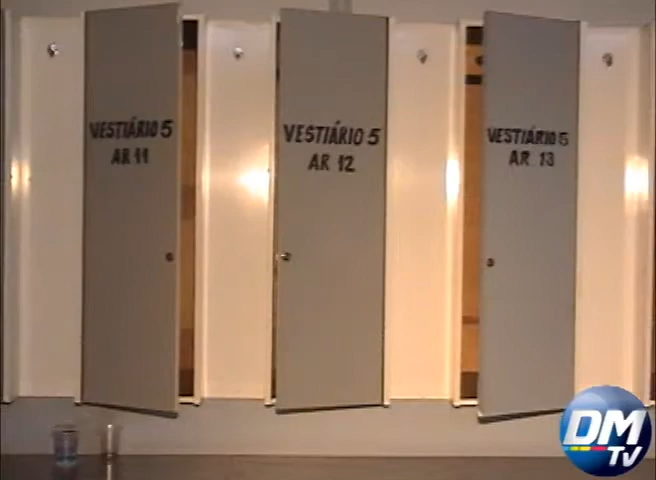 VESTIÁRIO 5
AR 11
VESTIÁRIO 5
AR 12
VESTIÁRIO 5
AR 13
DM
TV